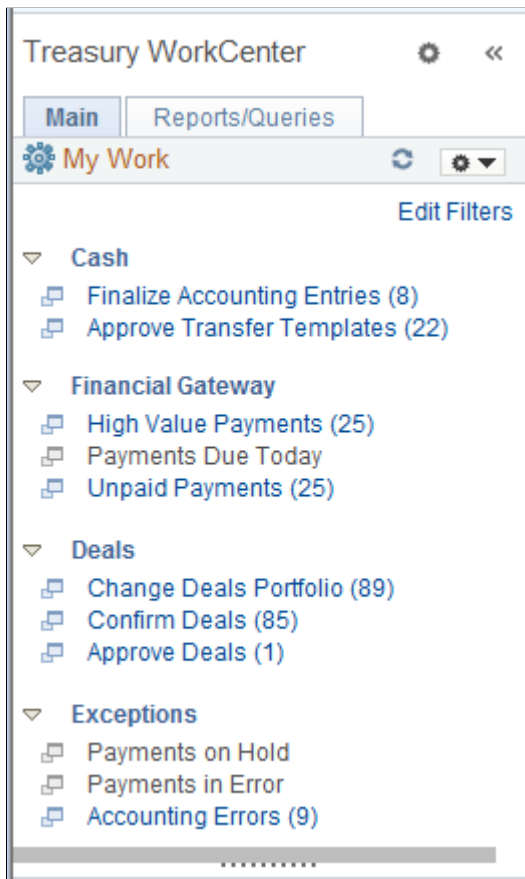 Treasury WorkCenter «
Main Reports/Queries
My Work
Edit Filters
Cash
Finalize Accounting Entries (8)
Approve Transfer Templates (22)
Financial Gateway
High Value Payments (25)
Payments Due Today
Unpaid Payments (25)
Deals
Change Deals Portfolio (89)
Confirm Deals (85)
Approve Deals (1)
Exceptions
Payments on Hold
Payments in Error
Accounting Errors (9)